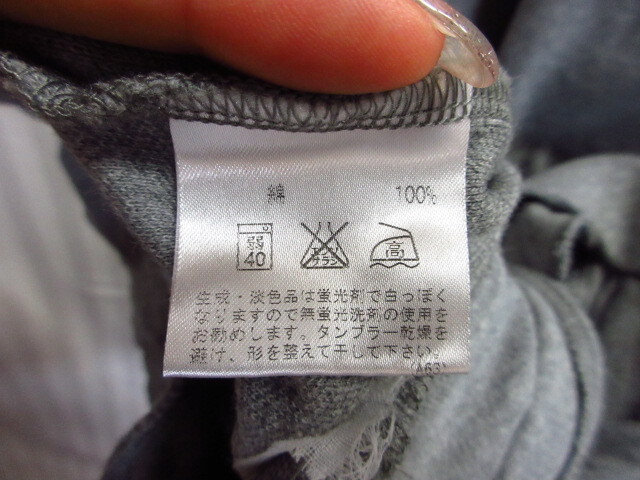 綿 100%
弱 40 エンソサラシ 高
生成・淡色品は蛍光剤で白っぽく
なりますので無蛍光洗剤の使用を
お勧めします。タンブラー乾燥を
避け、形を整えて干して下さい。
(A63)